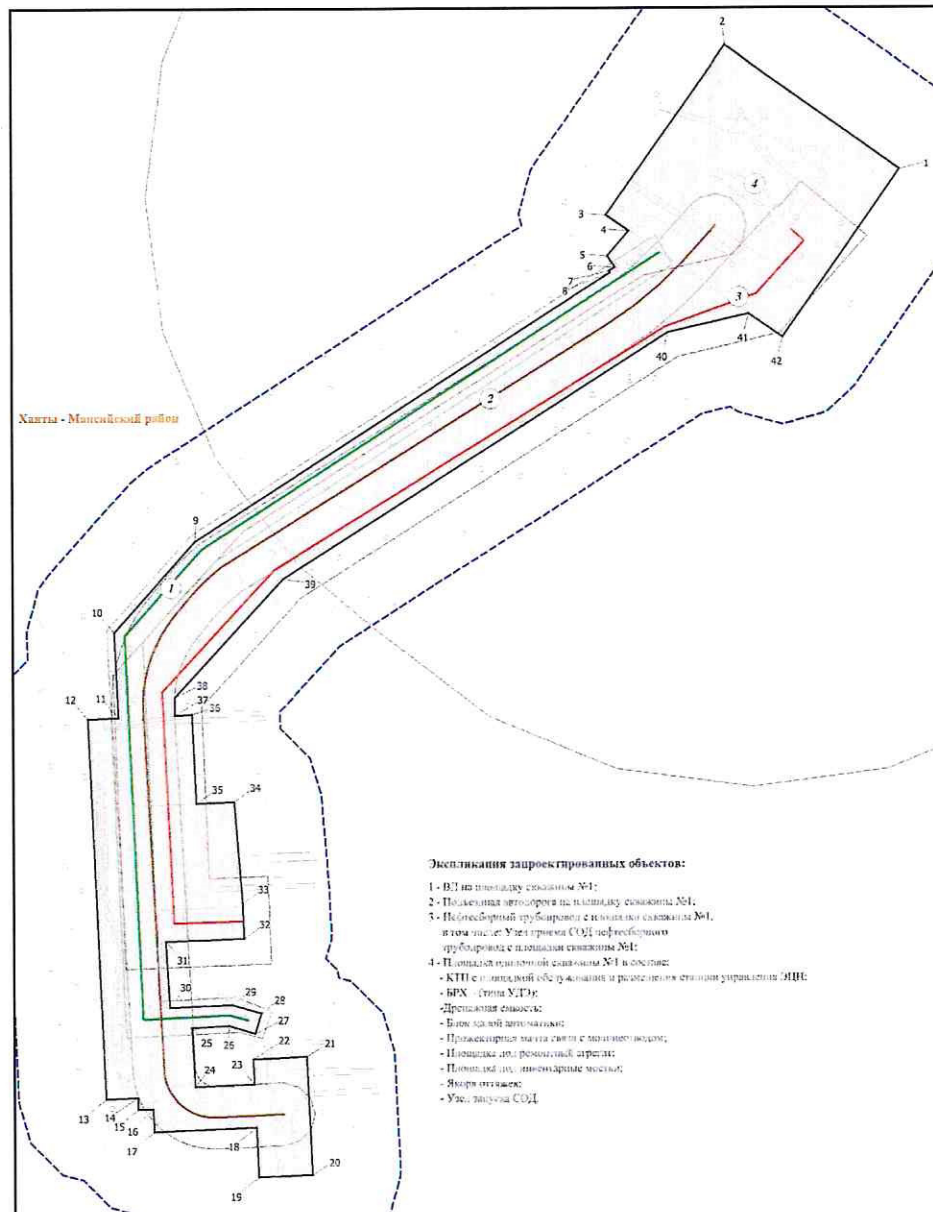 2
1
4
3
4
5
6
7
8
3
41
42
40
2
Ханты - Мансийский район
9
1
39
10
38
37
36
12
11
35
34
33
32
31
30
29
28
27
26
25
24
23
22
21
13
14
15
16
17
18
19
20
Экспликация запроектированных объектов:
1 - ВЛ на площадку скважины №1;
2 - Подъездная автодорога на площадку скважины №1;
3 - Нефтесборный трубопровод с площадки скважины №1,
в том числе: Узел приема СОД нефтесборного
трубопровод с площадки скважины №1;
4 - Площадка одиночной скважины №1 в составе:
- КТП с площадкой обслуживания и размещения станции управления ЭЦН;
- БРХ - (типа УДЭ);
-Дренажная емкость;
- Блок малой автоматики;
- Прожекторная мачта связи с молниеотводом;
- Площадка под ремонтный агрегат;
- Площадка под инвентарные мостки;
- Якоря оттяжек;
- Узел запуска СОД.